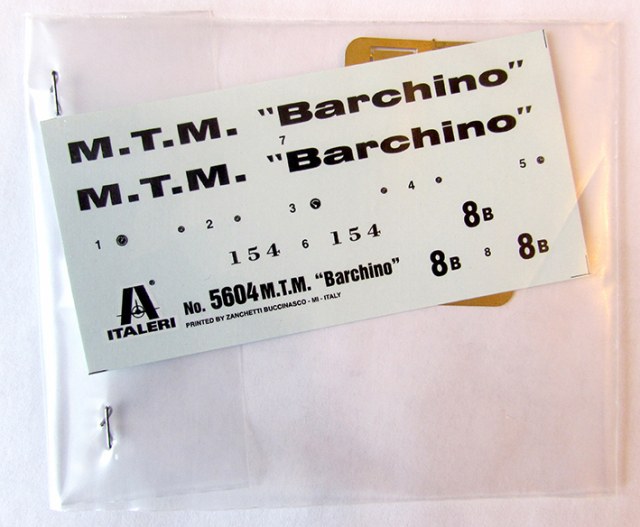 M.T.M. "Barchino"
7
M.T.M. "Barchino"
1 2 3 4 5
154 6 154 8B
8B 8 8B
ITALERI
No. 5604 M.T.M. "Barchino"
PRINTED BY ZANCHETTI BUCCINASCO - MI - ITALY